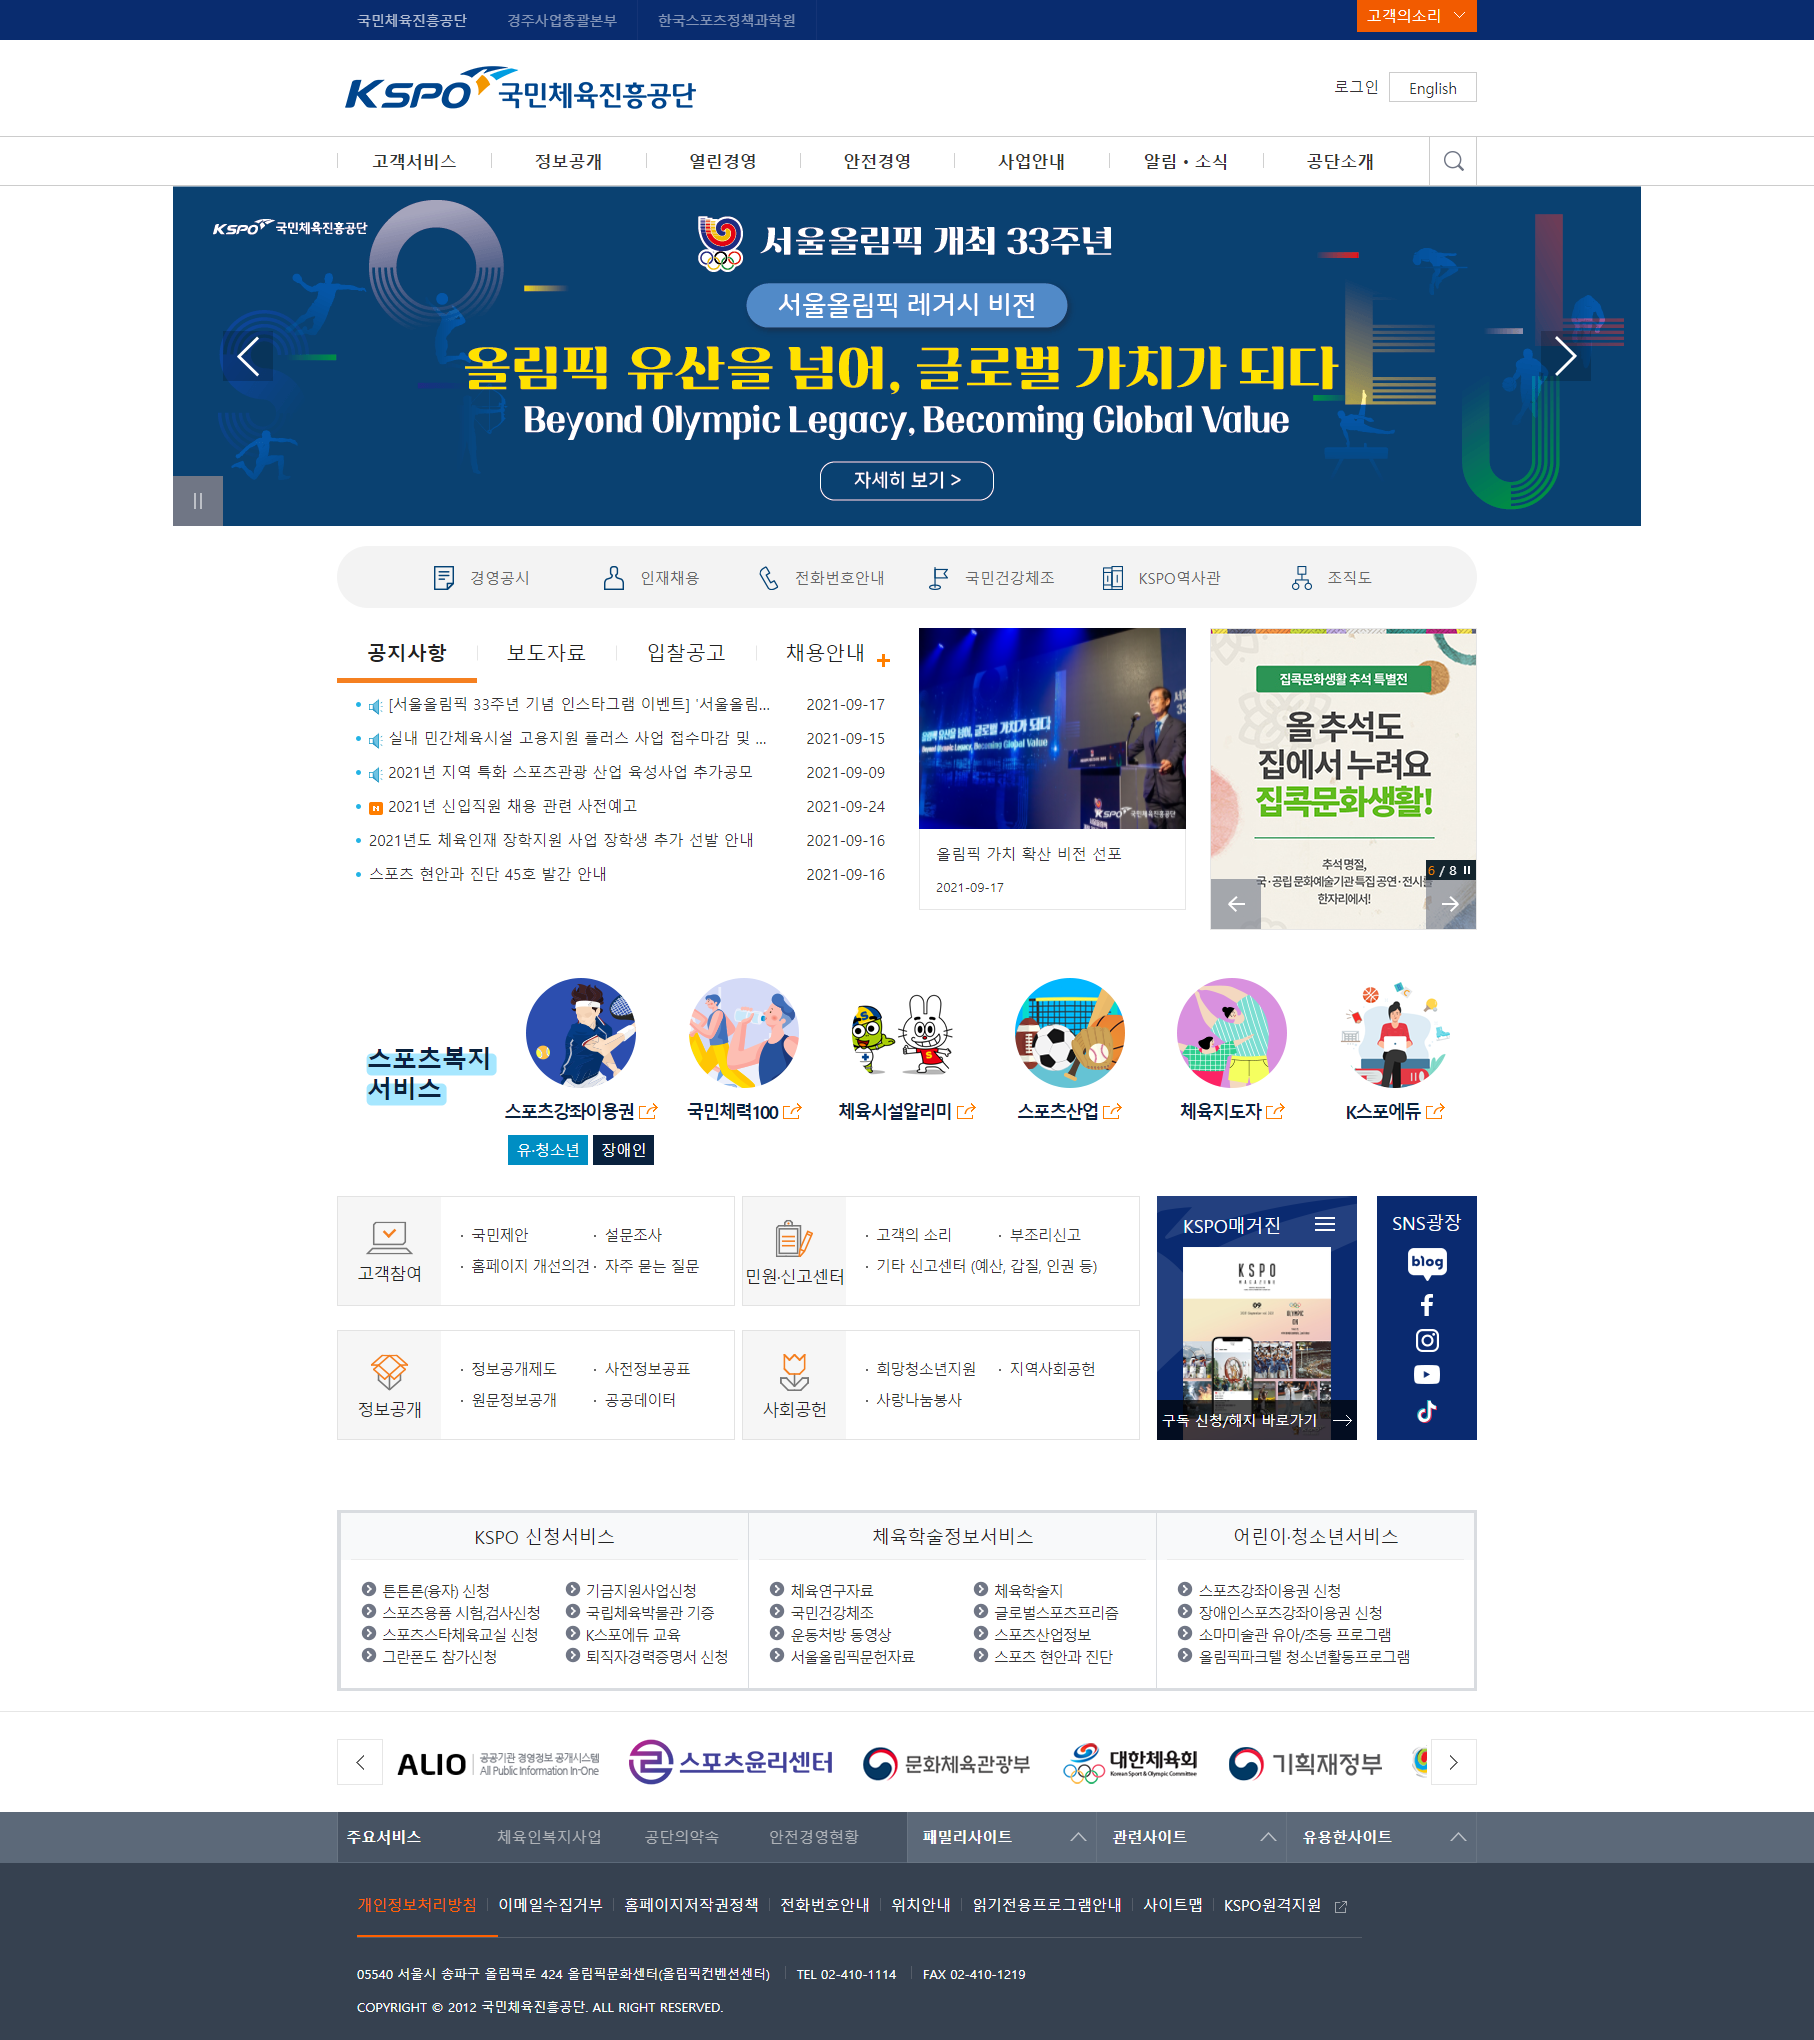 국민체육진흥공단 경주사업총괄본부 한국스포츠정책과학원 고객의소리
KSPO 국민체육진흥공단
로그인 English
고객서비스 정보공개 열린경영 안전경영 사업안내 알림 • 소식 공단소개
KSPO 국민체육진흥공단
서울올림픽 개최 33주년
서울올림픽 레거시 비전
올림픽 유산을 넘어, 글로벌 가치가 되다
Beyond Olympic Legacy, Becoming Global Value
자세히 보기 >
경영공시 인재채용 전화번호안내 국민건강체조 KSPO역사관 조직도
공지사항 보도자료 입찰공고 채용안내
[서울올림픽 33주년 기념 인스타그램 이벤트] '서울올림... 2021-09-17
실내 민간체육시설 고용지원 플러스 사업 접수마감 및 ... 2021-09-15
2021년 지역 특화 스포츠관광 산업 육성사업 추가공모 2021-09-09
N 2021년 신입직원 채용 관련 사전예고 2021-09-24
2021년도 체육인재 장학지원 사업 장학생 추가 선발 안내 2021-09-16
스포츠 현안과 진단 45호 발간 안내 2021-09-16
올림픽 유산을 넘어, 글로벌 가치가 되다
Beyond Olympic Legacy, Becoming Global Value
KSPO 국민체육진흥공단
올림픽 가치 확산 비전 선포
2021-09-17
집콕문화생활 추석 특별전
올 추석도
집에서 누려요
집콕문화생활!
추석 명절,
국·공립 문화예술기관 특집 공연·전시를
한자리에서!
6 / 8
스포츠복지
서비스
스포츠강좌이용권 국민체력100 체육시설알리미 스포츠산업 체육지도자 K스포에듀
유·청소년 장애인
고객참여
· 국민제안 · 설문조사
· 홈페이지 개선의견 · 자주 묻는 질문
민원·신고센터
· 고객의 소리 · 부조리신고
· 기타 신고센터 (예산, 갑질, 인권 등)
정보공개
· 정보공개제도 · 사전정보공표
· 원문정보공개 · 공공데이터
사회공헌
· 희망청소년지원 · 지역사회공헌
· 사랑나눔봉사
KSPO매거진
KSPO
MAGAZINE
09
구독 신청/해지 바로가기
SNS광장
blog
KSPO 신청서비스
튼튼론(융자) 신청 기금지원사업신청
스포츠용품 시험,검사신청 국립체육박물관 기증
스포츠스타체육교실 신청 K스포에듀 교육
그란폰도 참가신청 퇴직자경력증명서 신청
체육학술정보서비스
체육연구자료 체육학술지
국민건강체조 글로벌스포츠프리즘
운동처방 동영상 스포츠산업정보
서울올림픽문헌자료 스포츠 현안과 진단
어린이·청소년서비스
스포츠강좌이용권 신청
장애인스포츠강좌이용권 신청
소마미술관 유아/초등 프로그램
올림픽파크텔 청소년활동프로그램
ALIO 공공기관 경영정보 공개시스템
All Public Information In-One
스포츠윤리센터
문화체육관광부
대한체육회
Korean Sport & Olympic Committee
기획재정부
주요서비스 체육인복지사업 공단의약속 안전경영현황 패밀리사이트 관련사이트 유용한사이트
개인정보처리방침 이메일수집거부 홈페이지저작권정책 전화번호안내 위치안내 읽기전용프로그램안내 사이트맵 KSPO원격지원
05540 서울시 송파구 올림픽로 424 올림픽문화센터(올림픽컨벤션센터) TEL 02-410-1114 FAX 02-410-1219
COPYRIGHT © 2012 국민체육진흥공단. ALL RIGHT RESERVED.